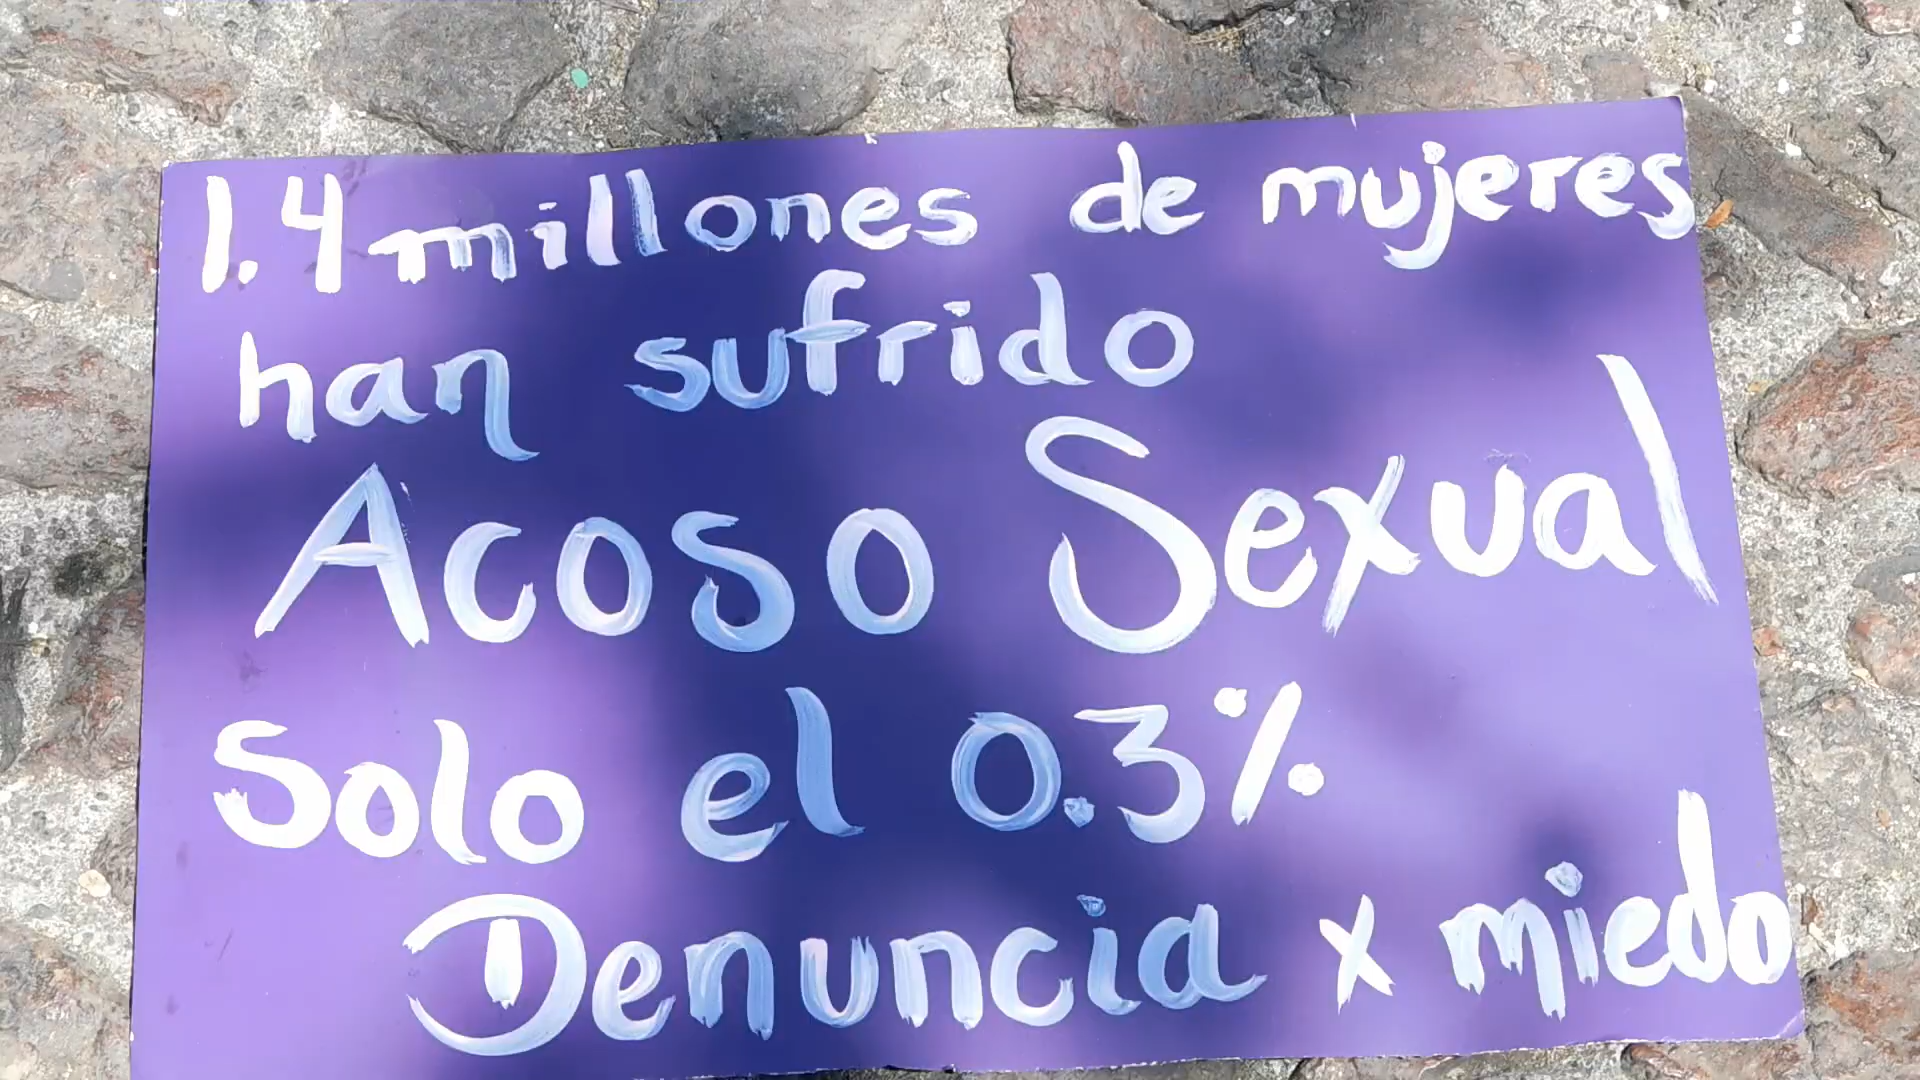 1.4 millones de mujeres
han sufrido
Acoso Sexual
Solo el 0.3%
Denuncia x miedo